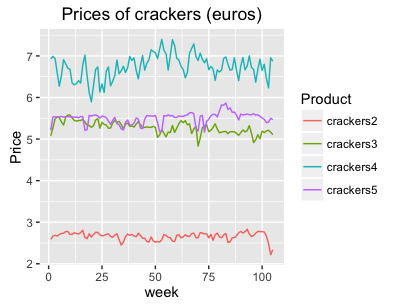 Prices of crackers (euros)
7
6
5
4
3
2
Price
0
25
50
75
100
week
Product
crackers2
crackers3
crackers4
crackers5